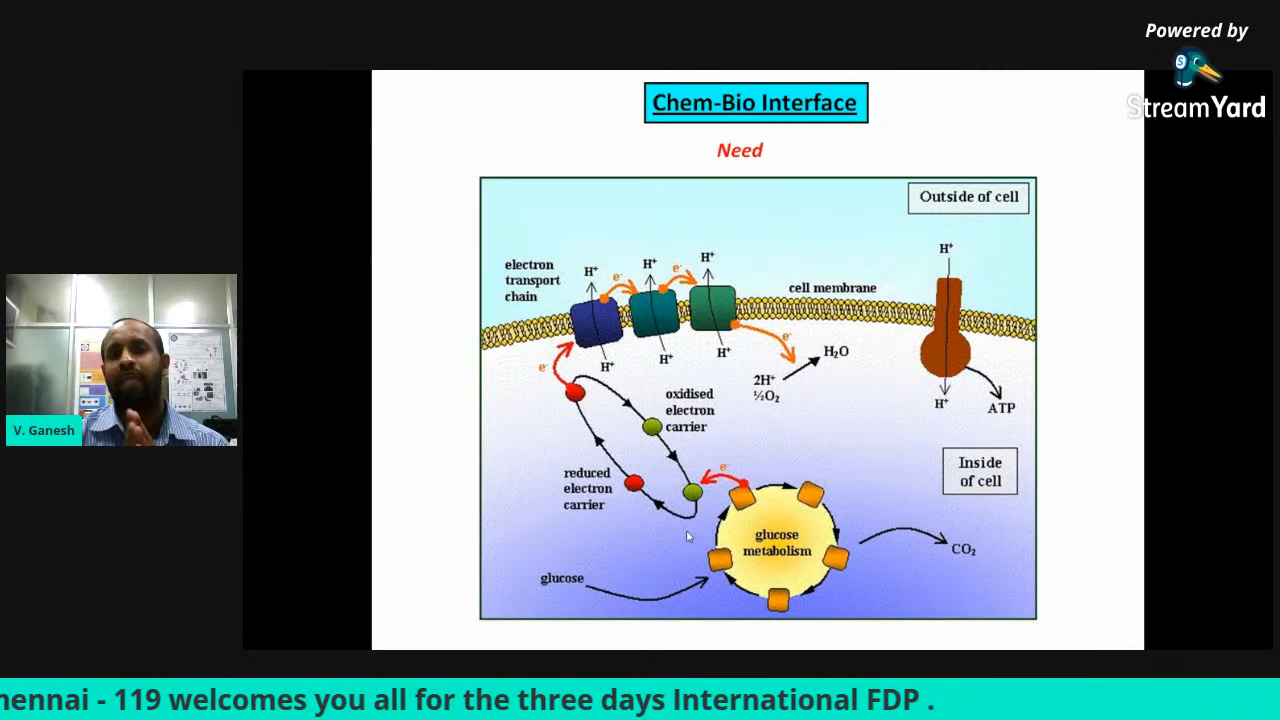 Powered by
StreamYard
Chem-Bio Interface
Need
Outside of cell
electron
transport
chain
H⁺
e⁻
H⁺
e⁻
H⁺
H⁺
cell membrane
H⁺
H⁺
H⁺
e⁻
H₂O
2H⁺
½O₂
e⁻
H⁺
ATP
oxidised
electron
carrier
reduced
electron
carrier
e⁻
Inside
of cell
glucose
metabolism
CO₂
glucose
V. Ganesh
hennai - 119 welcomes you all for the three days International FDP .